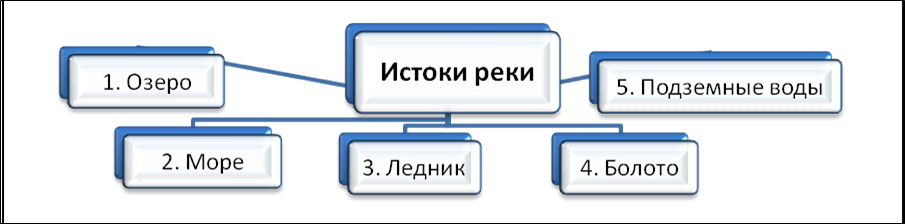 Истоки реки
1. Озеро
5. Подземные воды
2. Море
3. Ледник
4. Болото